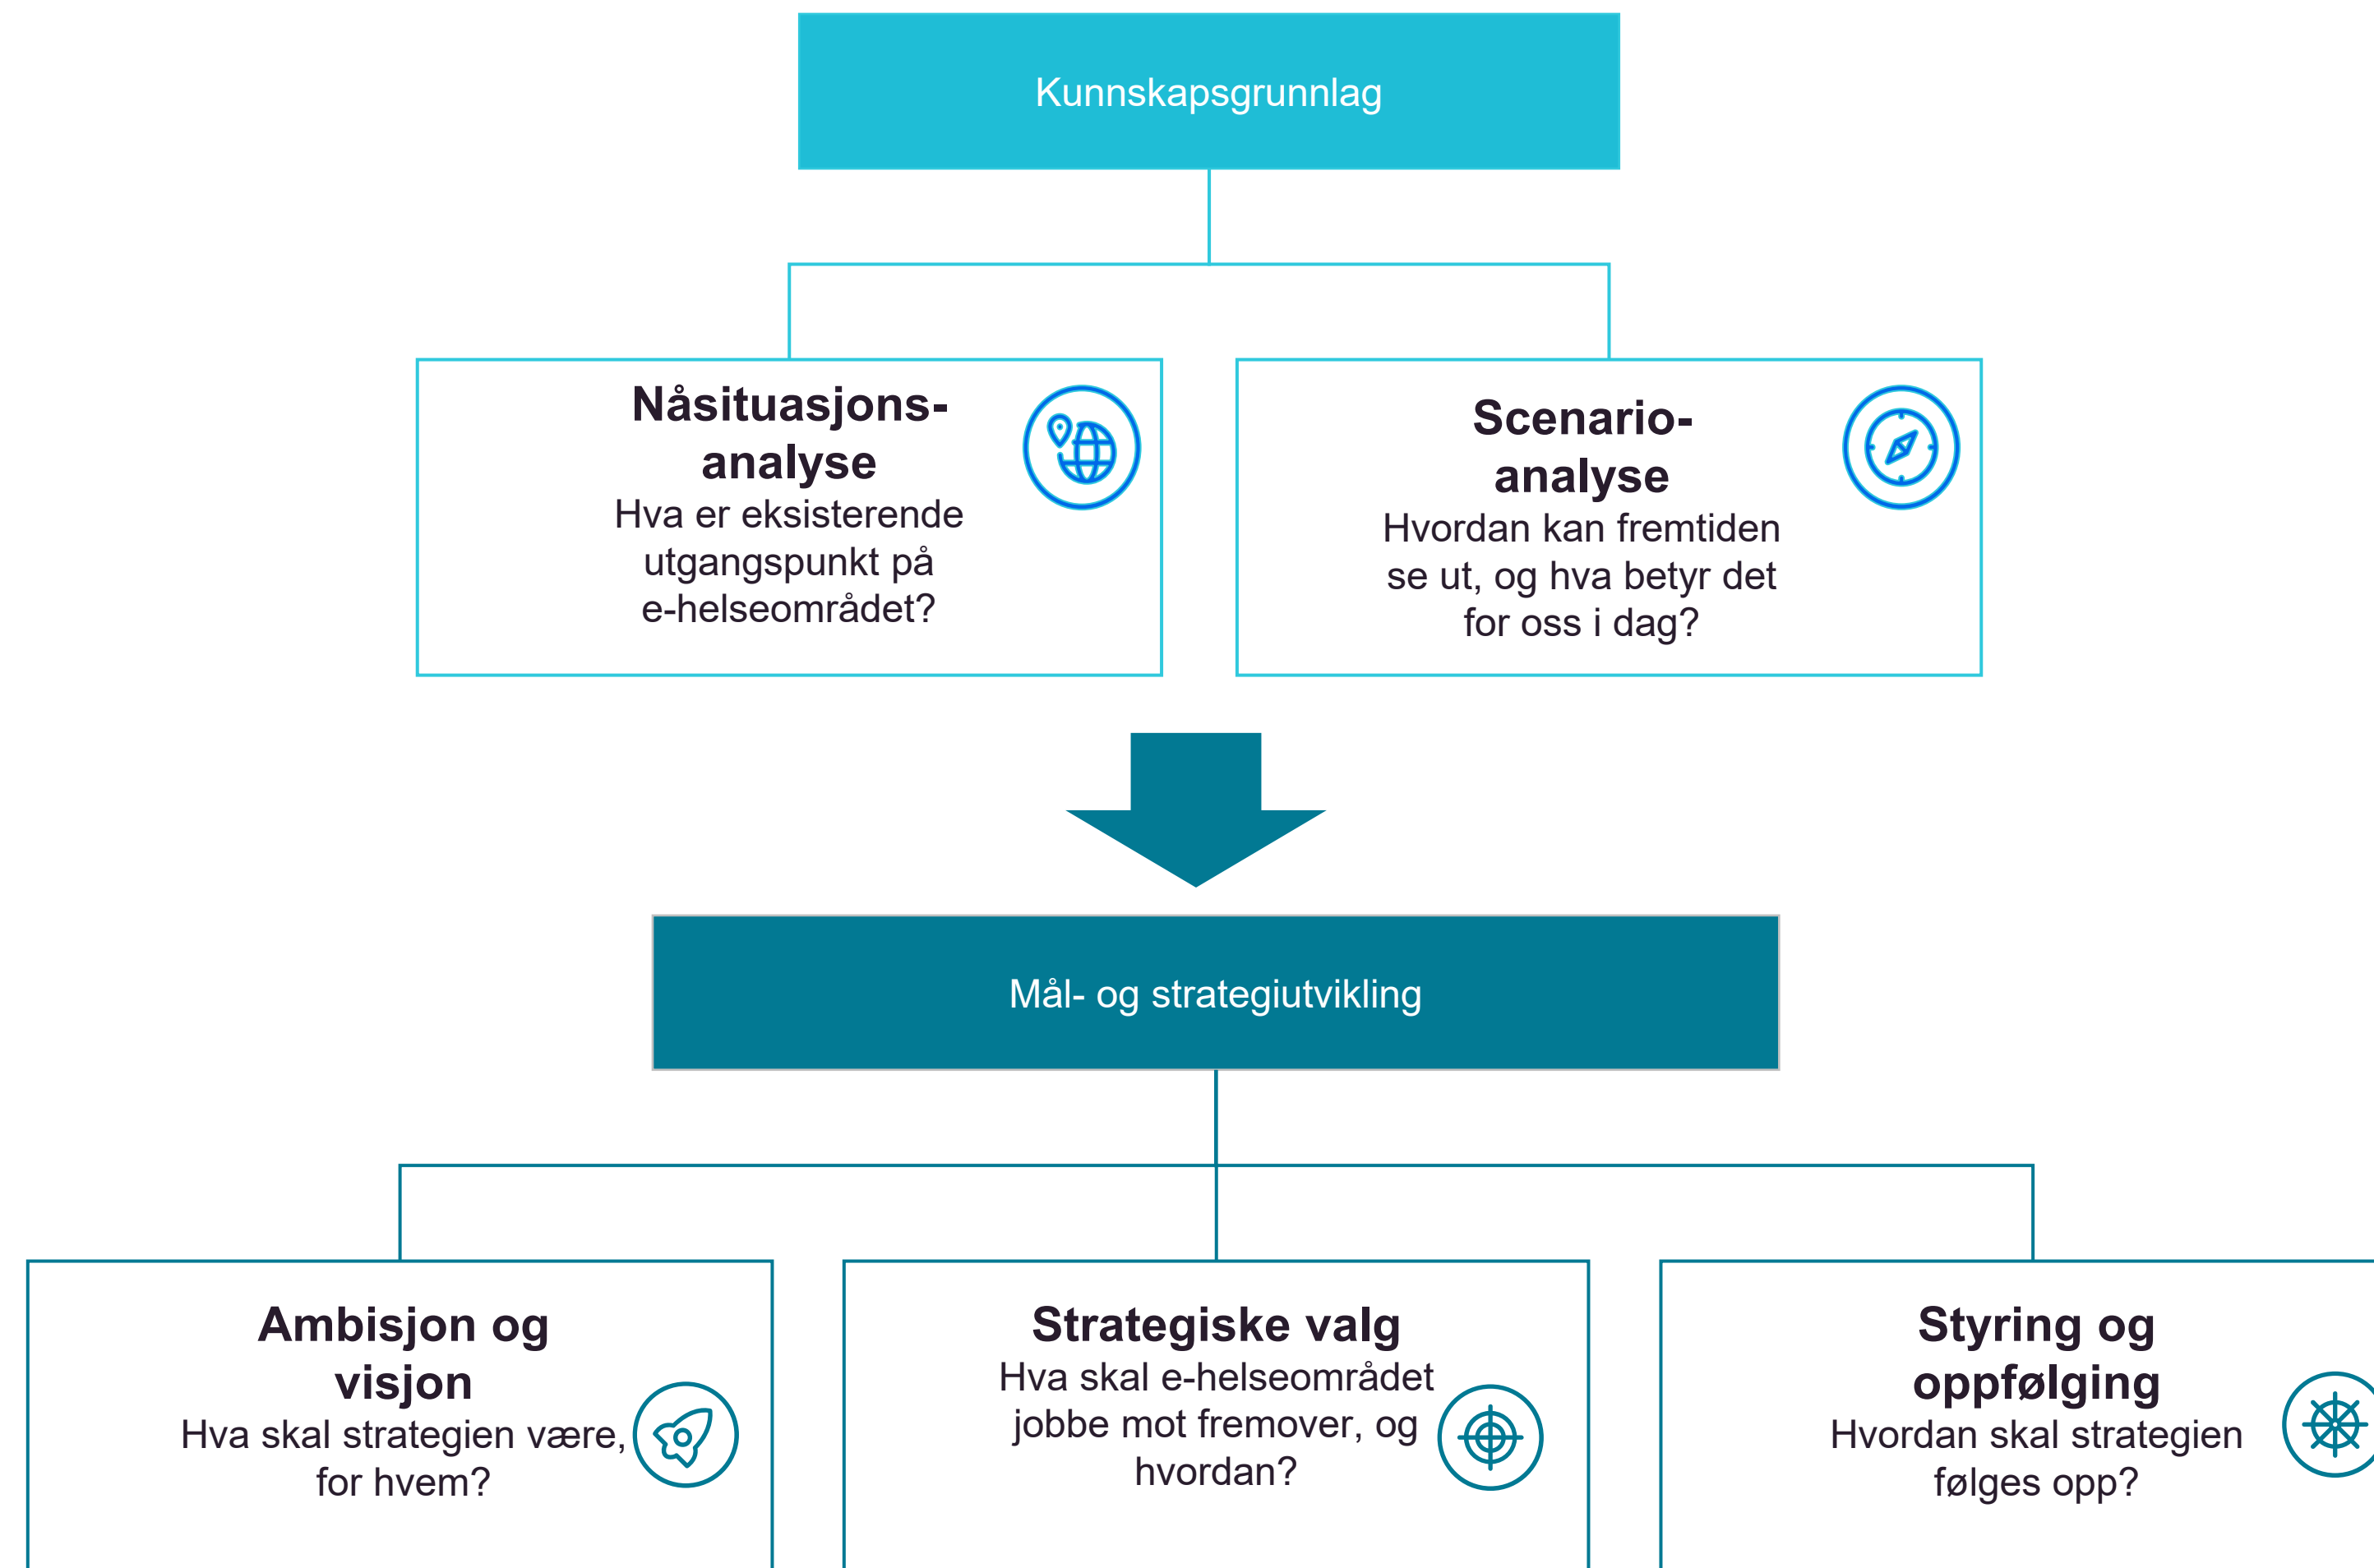 Kunnskapsgrunnlag
Nåsituasjons-
analyse
Hva er eksisterende
utgangspunkt på
e-helseområdet?
Scenario-
analyse
Hvordan kan fremtiden
se ut, og hva betyr det
for oss i dag?
Mål- og strategiutvikling
Ambisjon og
visjon
Hva skal strategien være,
for hvem?
Strategiske valg
Hva skal e-helseområdet
jobbe mot fremover, og
hvordan?
Styring og
oppfølging
Hvordan skal strategien
følges opp?